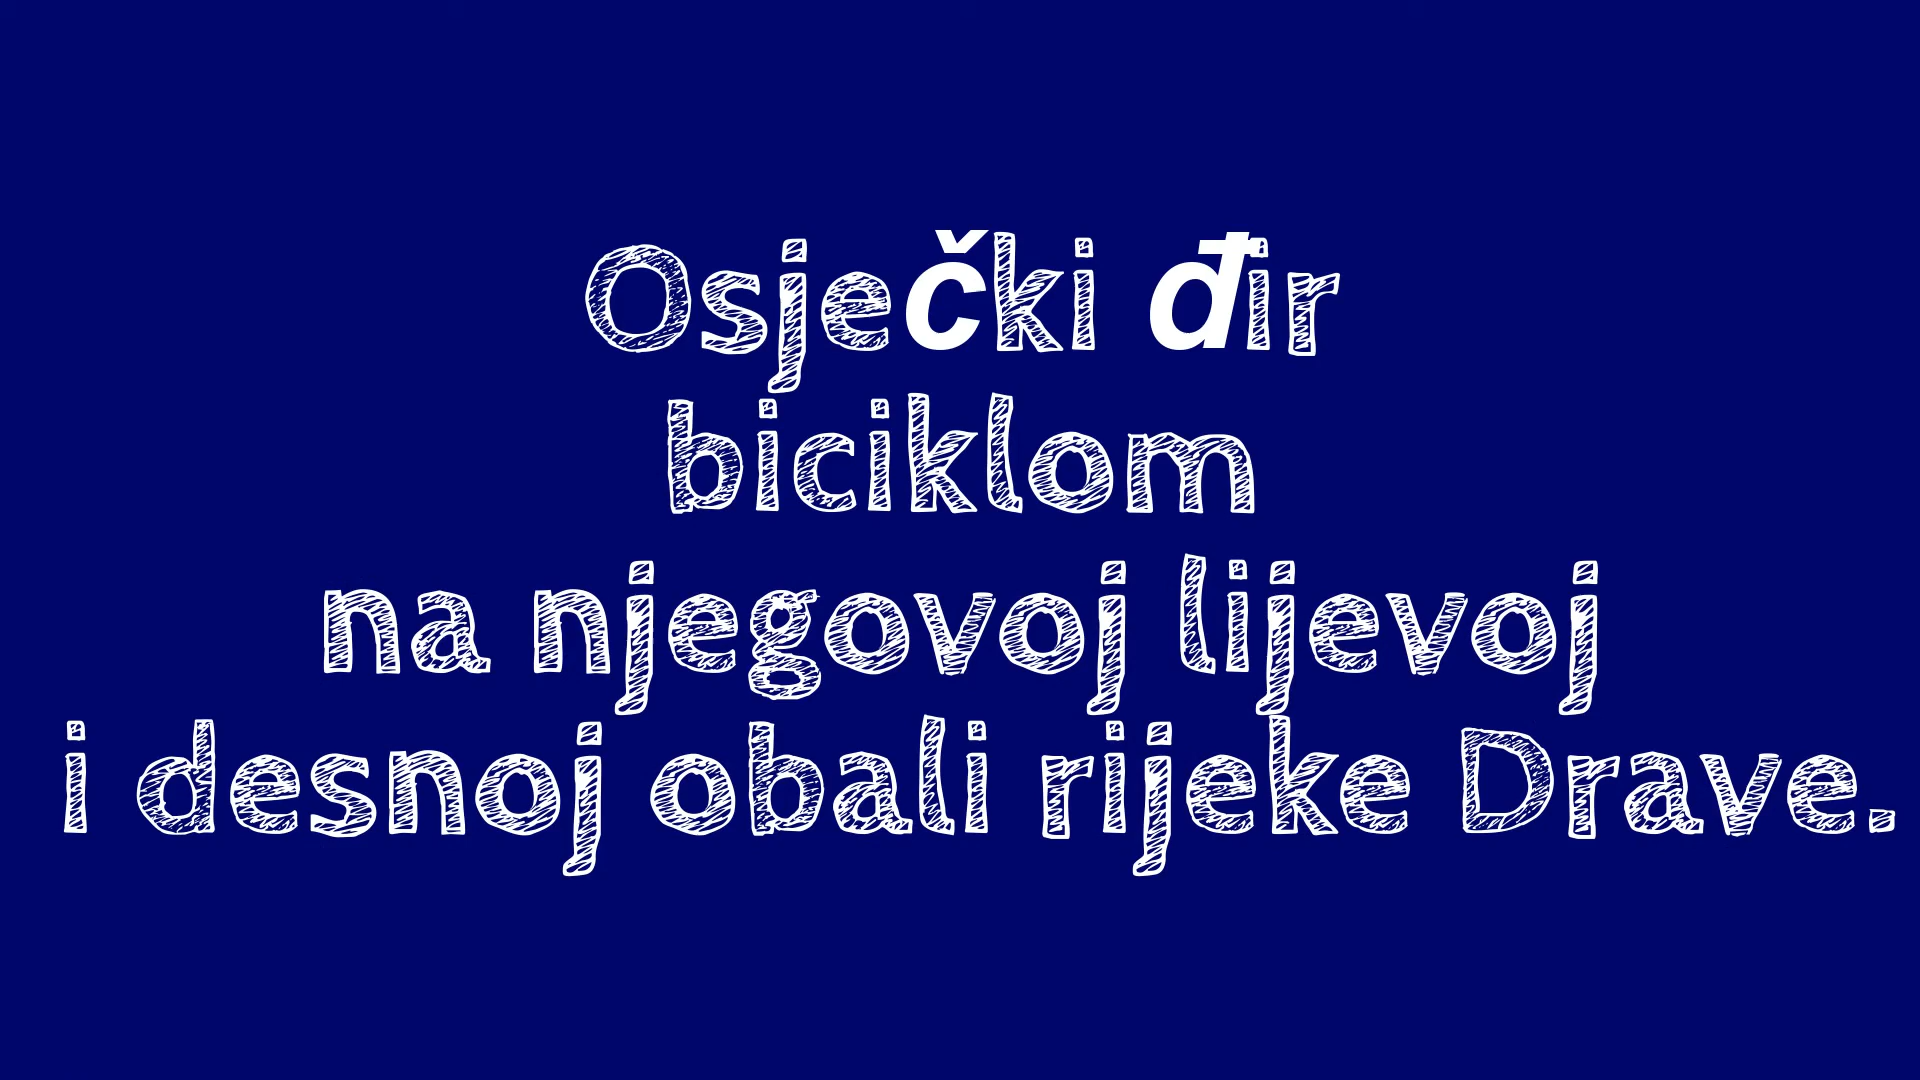 Osječki đir
biciklom
na njegovoj lijevoj
i desnoj obali rijeke Drave.